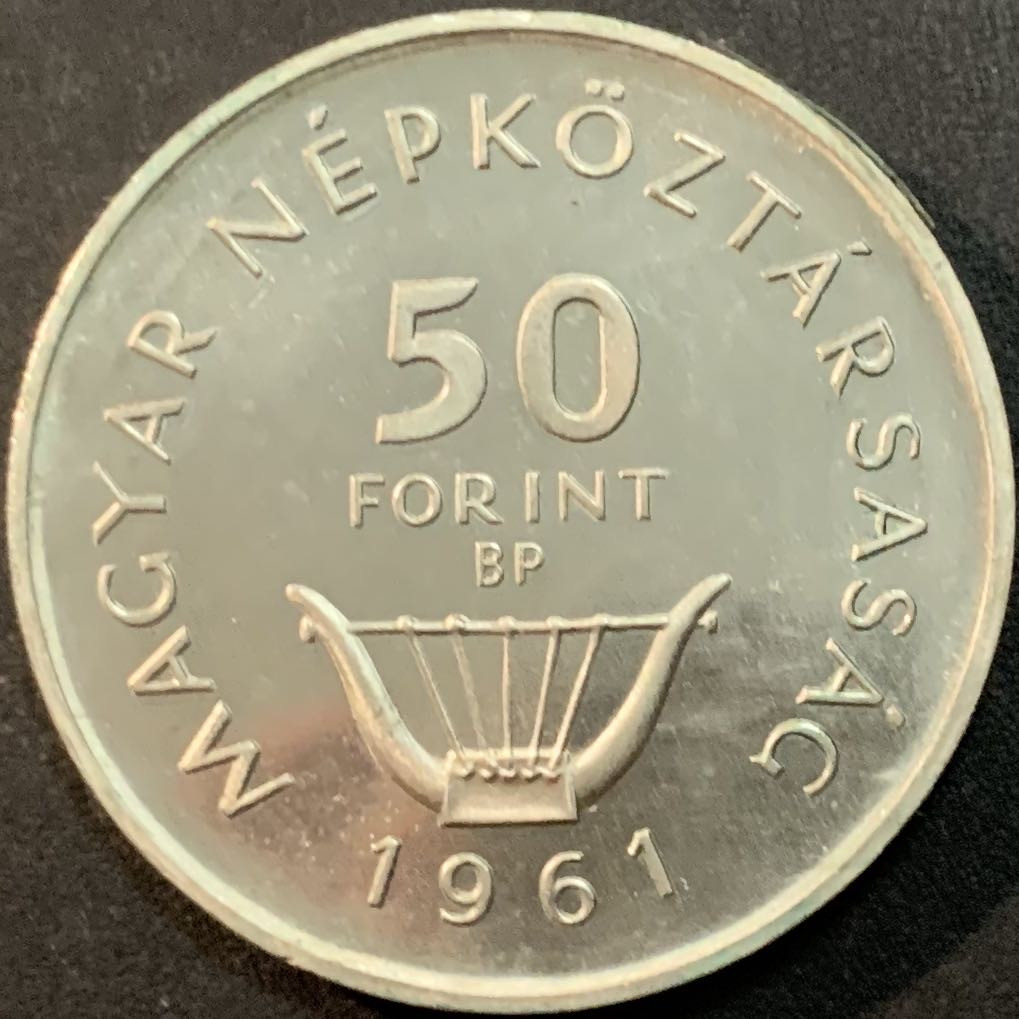 MAGYAR NÉPKÖZTÁRSASÁG
50
FORINT
BP
1961